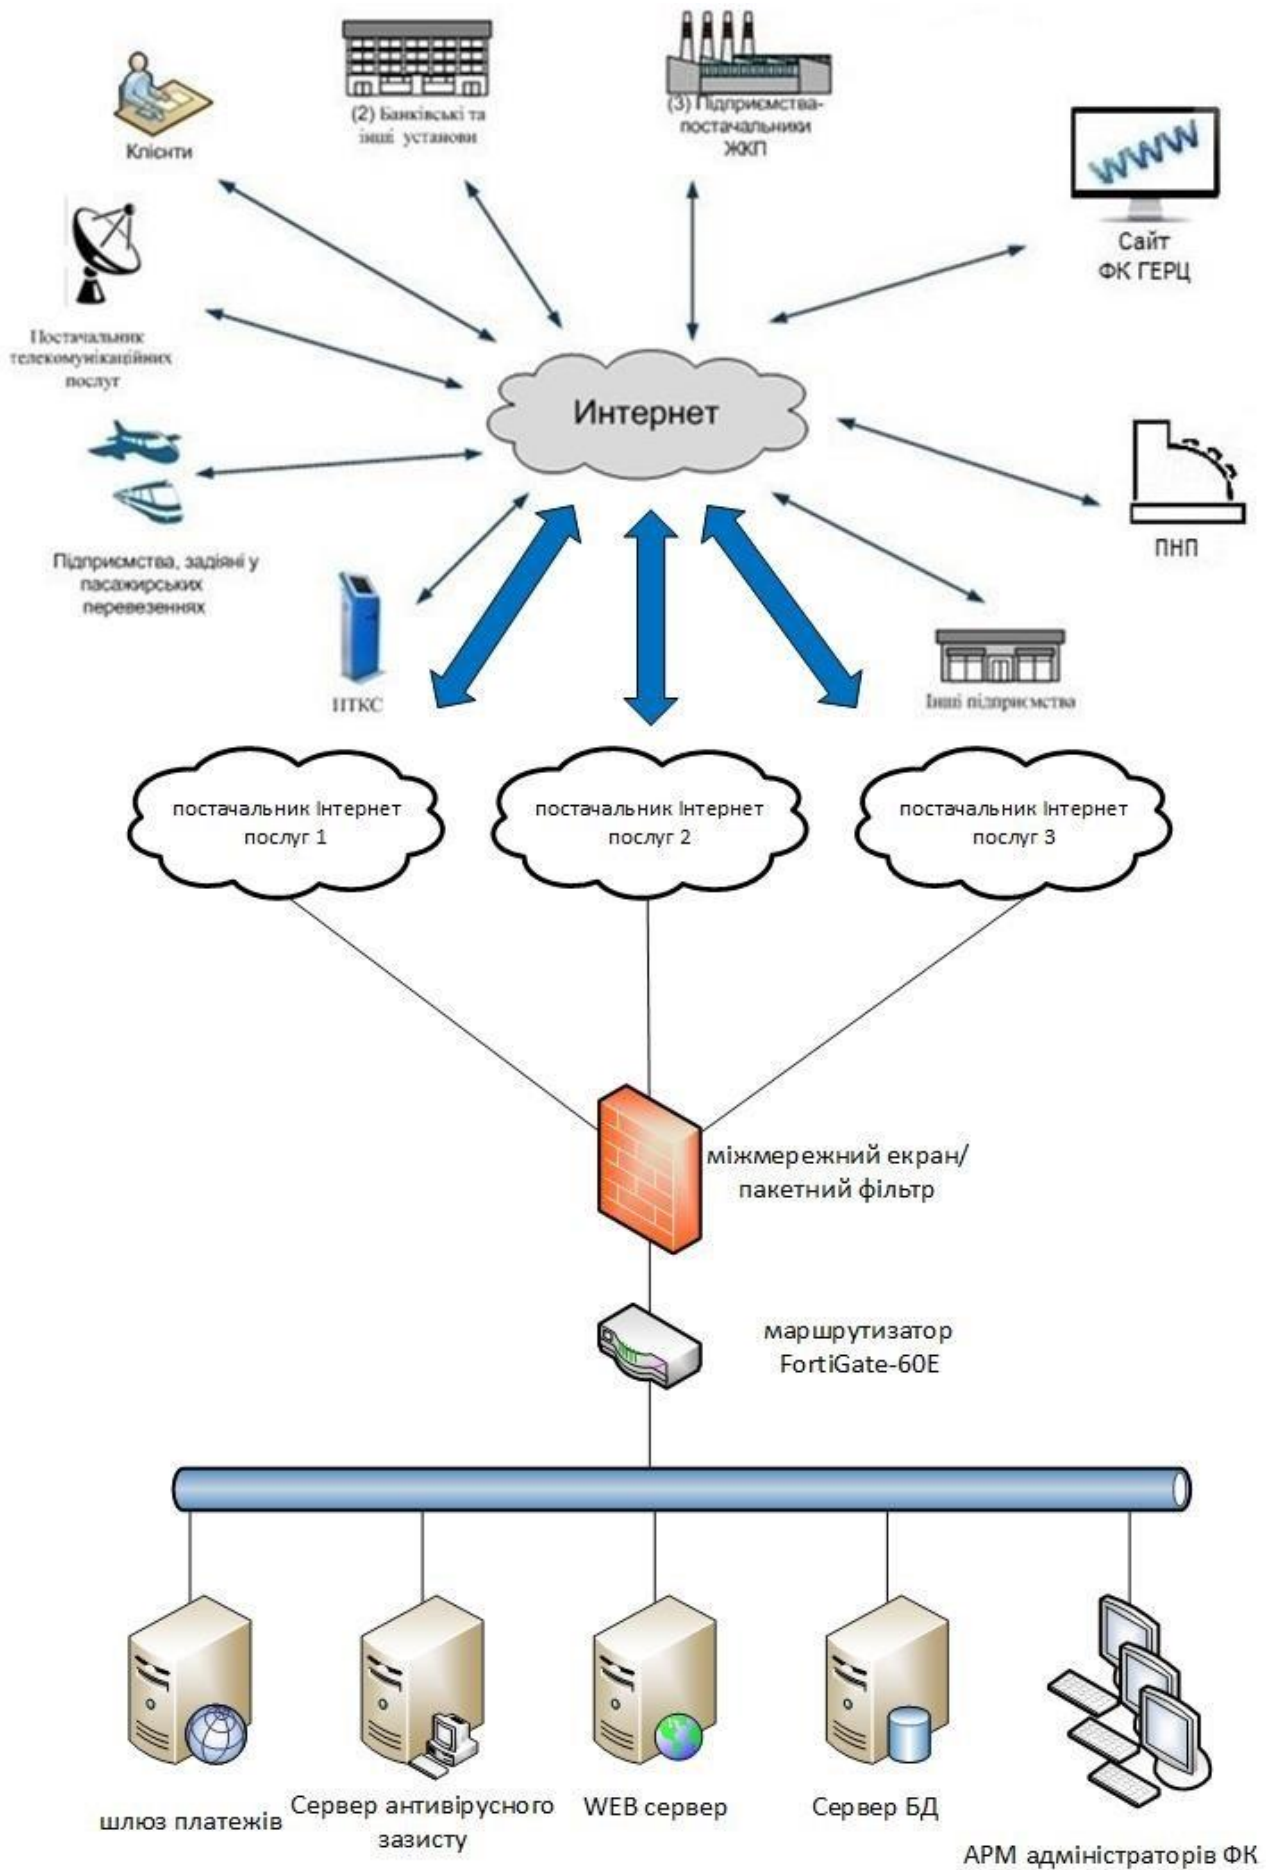 Клієнти
(2) Банківські та
інші установи
(3) Підприємства-
постачальники
ЖКП
WWW
Сайт
ФК ГЕРЦ
Постачальник
телекомунікаційних
послуг
Интернет
ПНП
Підприємства, задіяні у
пасажирських
перевезеннях
ПТКС
Інші підприємства
постачальник Інтернет
послуг 1
постачальник Інтернет
послуг 2
постачальник Інтернет
послуг 3
міжмережний екран/
пакетний фільтр
маршрутизатор
FortiGate-60E
шлюз платежів
Сервер антивірусного
зазисту
WEB сервер
Сервер БД
АРМ адміністраторів ФК